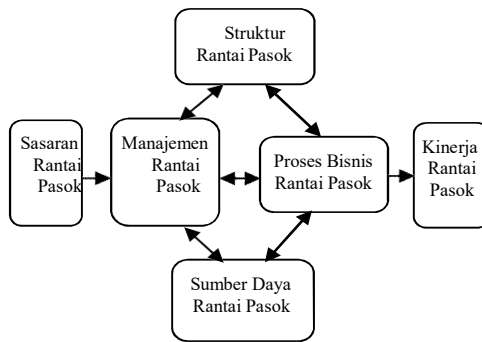 Struktur
Rantai Pasok
Sasaran
Rantai
Pasok
Manajemen
Rantai
Pasok
Proses Bisnis
Rantai Pasok
Kinerja
Rantai
Pasok
Sumber Daya
Rantai Pasok